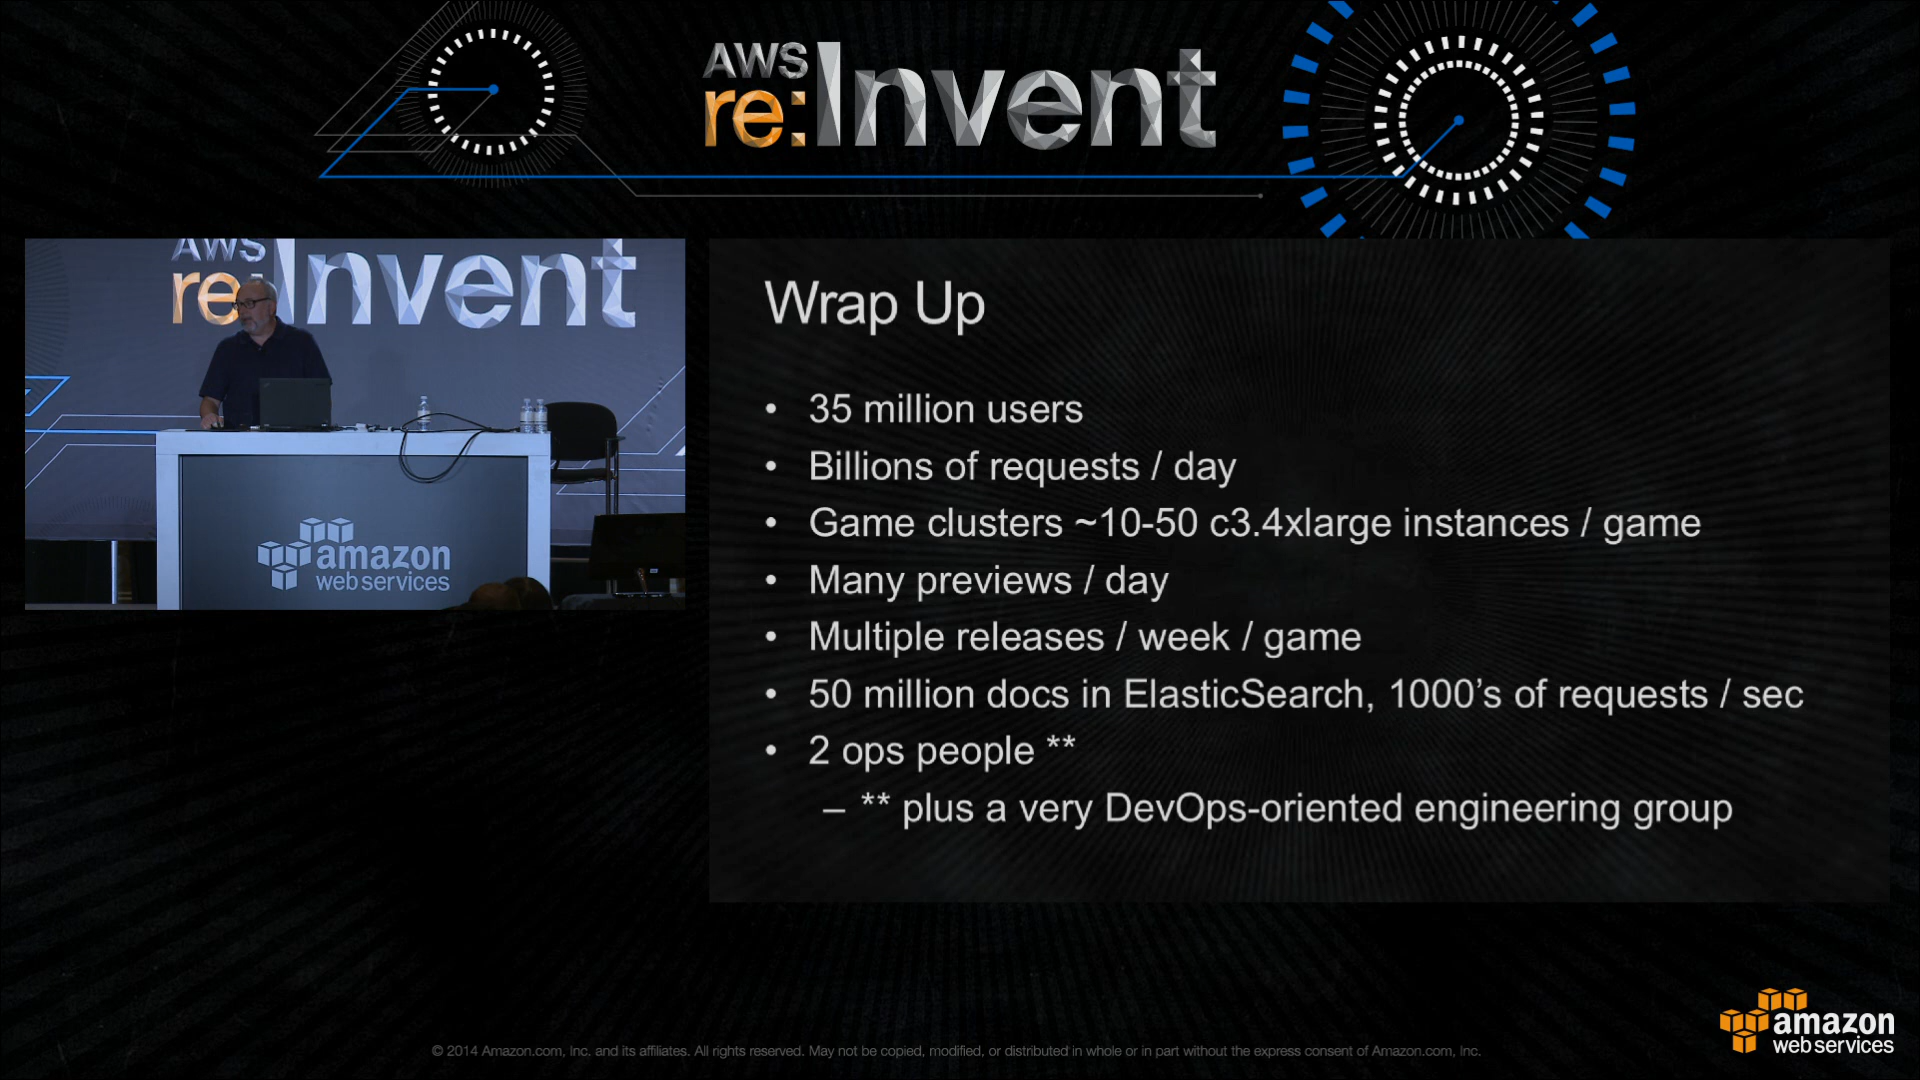 AWS
re:Invent
AWS
re:Invent
amazon
web services
Wrap Up
• 35 million users
• Billions of requests / day
• Game clusters ~10-50 c3.4xlarge instances / game
• Many previews / day
• Multiple releases / week / game
• 50 million docs in ElasticSearch, 1000's of requests / sec
• 2 ops people **
– ** plus a very DevOps-oriented engineering group
amazon
web services
© 2014 Amazon.com, Inc. and its affiliates. All rights reserved. May not be copied, modified, or distributed in whole or in part without the express consent of Amazon.com, Inc.